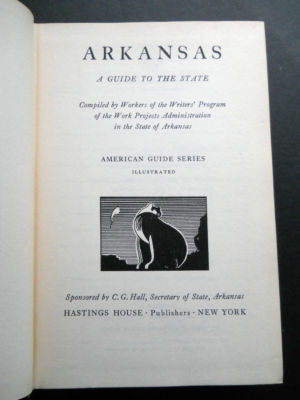 ARKANSAS
A GUIDE TO THE STATE
Compiled by Workers of the Writers' Program
of the Work Projects Administration
in the State of Arkansas
AMERICAN GUIDE SERIES
ILLUSTRATED
Sponsored by C. G. Hall, Secretary of State, Arkansas
HASTINGS HOUSE · Publishers · NEW YORK